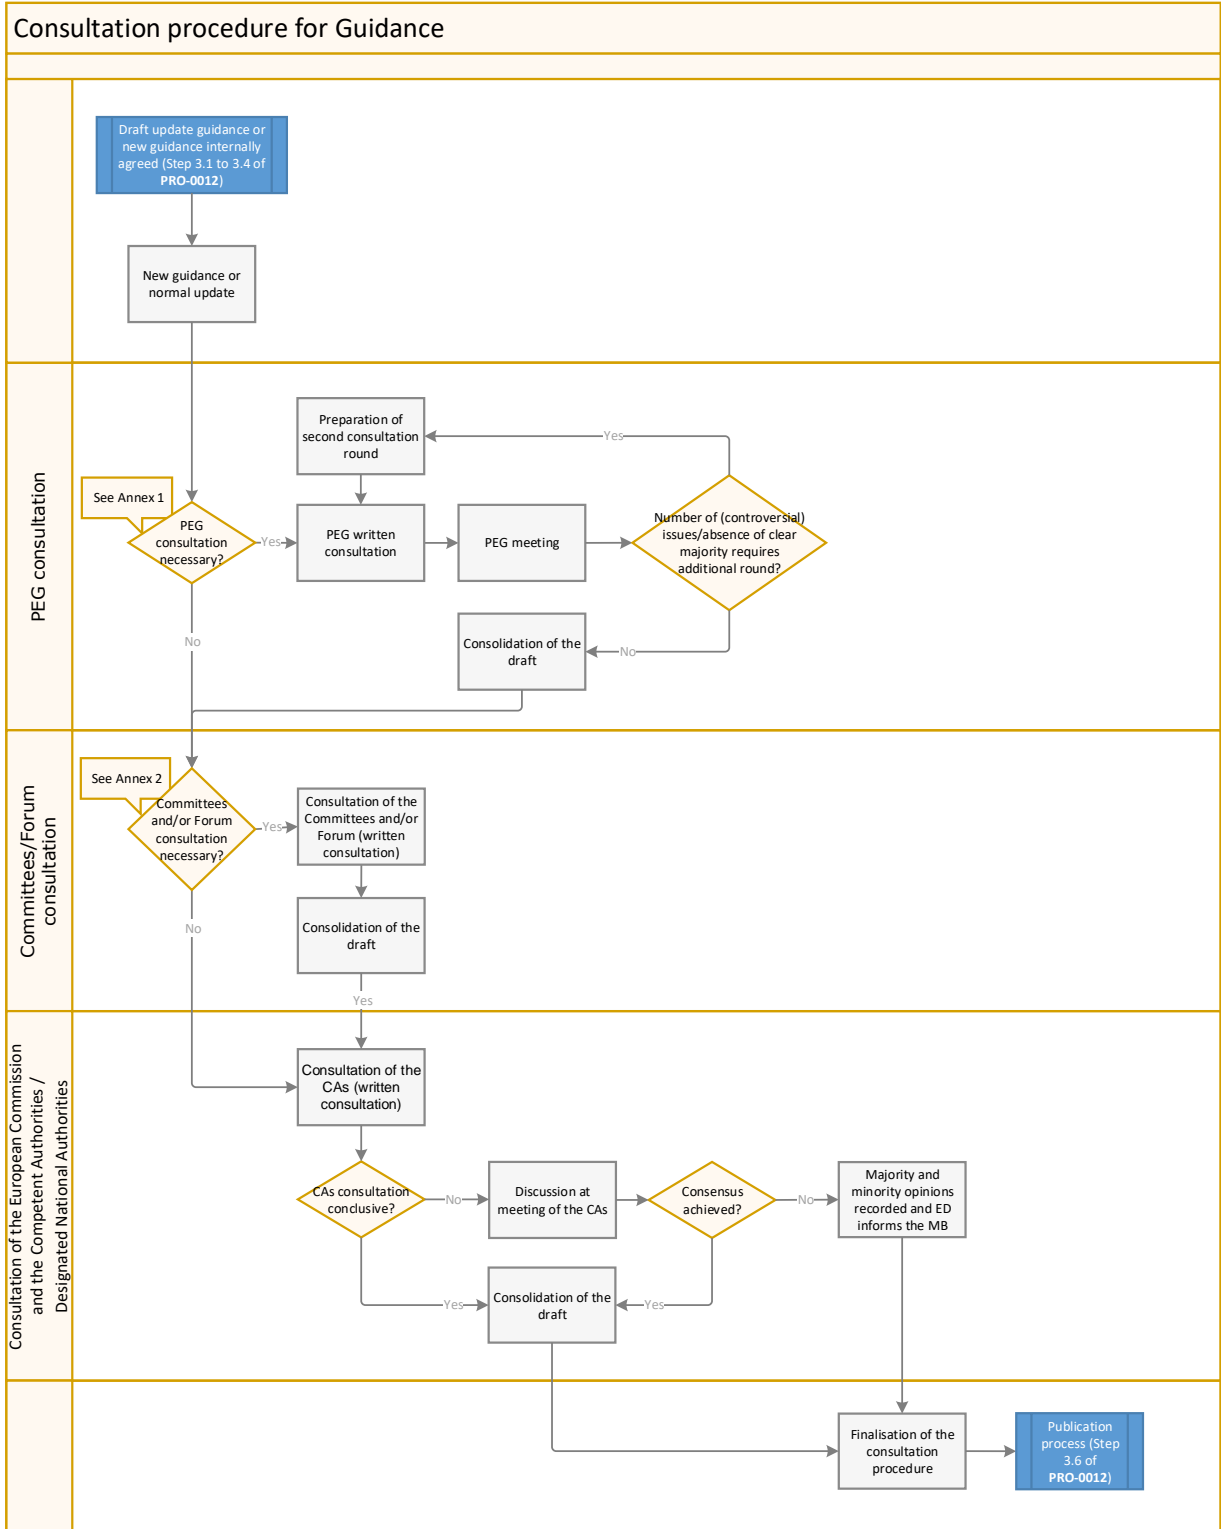 Consultation procedure for Guidance
Draft update guidance or
new guidance internally
agreed (Step 3.1 to 3.4 of
PRO-0012)
New guidance or
normal update
PEG consultation
Preparation of
second consultation
round
Yes
See Annex 1
PEG
consultation
necessary?
Yes
PEG written
consultation
PEG meeting
Number of (controversial)
issues/absence of clear
majority requires
additional round?
No
Consolidation of the
draft
No
Committees/Forum
consultation
See Annex 2
Committees
and/or Forum
consultation
necessary?
Yes
Consultation of the
Committees and/or
Forum (written
consultation)
No
Consolidation of the
draft
Yes
Consultation of the European Commission
and the Competent Authorities /
Designated National Authorities
Consultation of the
CAs (written
consultation)
CAs consultation
conclusive?
No
Discussion at
meeting of the CAs
Consensus
achieved?
No
Majority and
minority opinions
recorded and ED
informs the MB
Yes
Consolidation of the
draft
Yes
Finalisation of the
consultation
procedure
Publication
process (Step
3.6 of
PRO-0012)